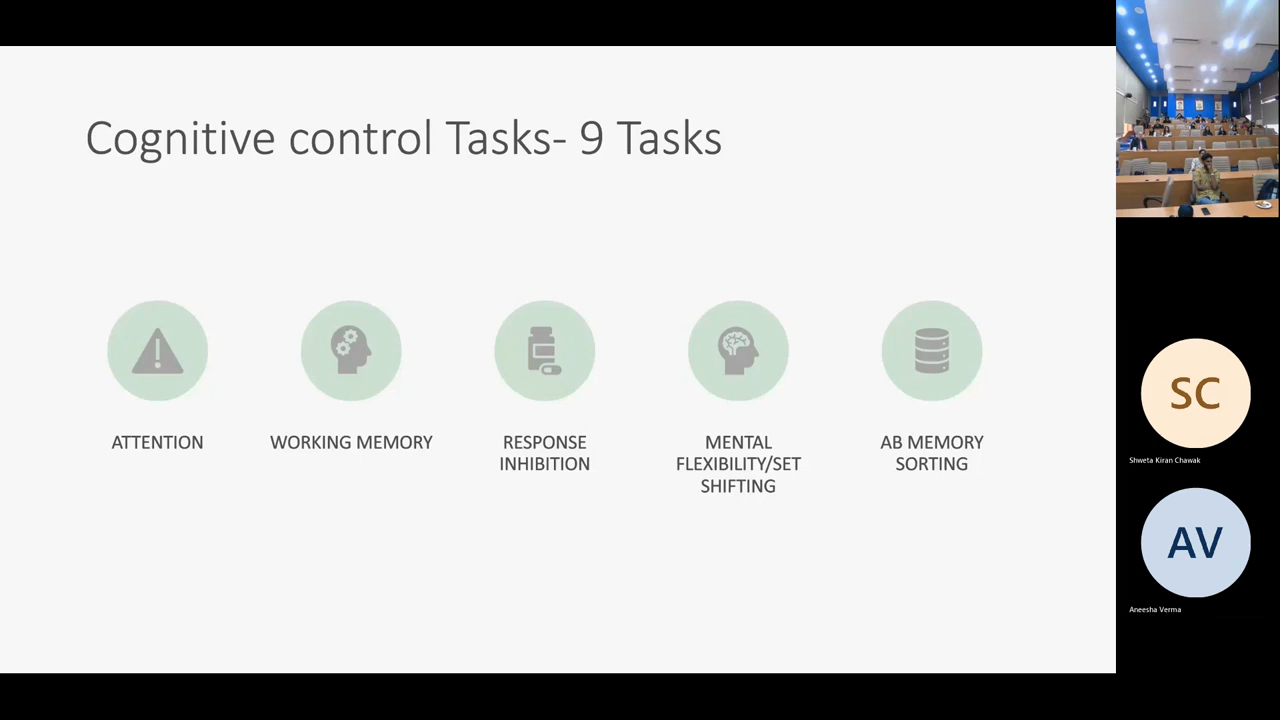 Cognitive control Tasks- 9 Tasks
ATTENTION
WORKING MEMORY
RESPONSE
INHIBITION
MENTAL
FLEXIBILITY/SET
SHIFTING
AB MEMORY
SORTING
SC
Shweta Kiran Chawak
AV
Aneesha Verma